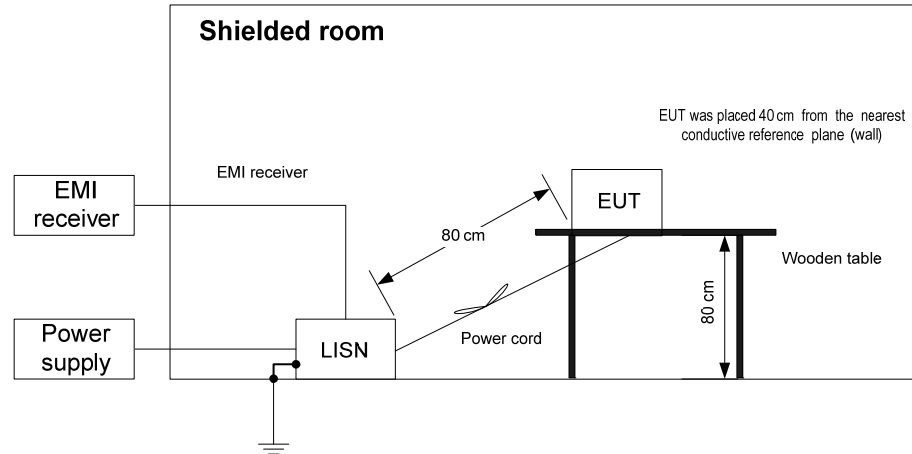 Shielded room
EUT was placed 40 cm from the nearest
conductive reference plane (wall)
EMI receiver
EMI
receiver
EUT
80 cm
Wooden table
80 cm
Power
supply
LISN
Power cord